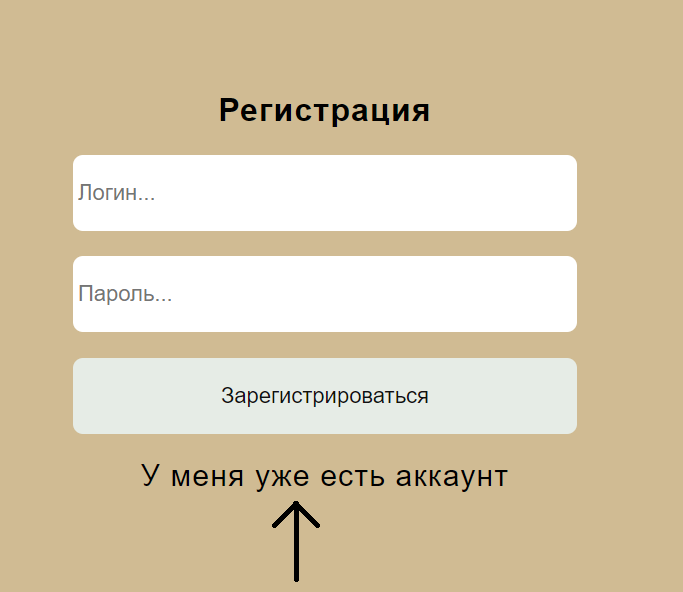 Регистрация
Логин...
Пароль...
Зарегистрироваться
У меня уже есть аккаунт